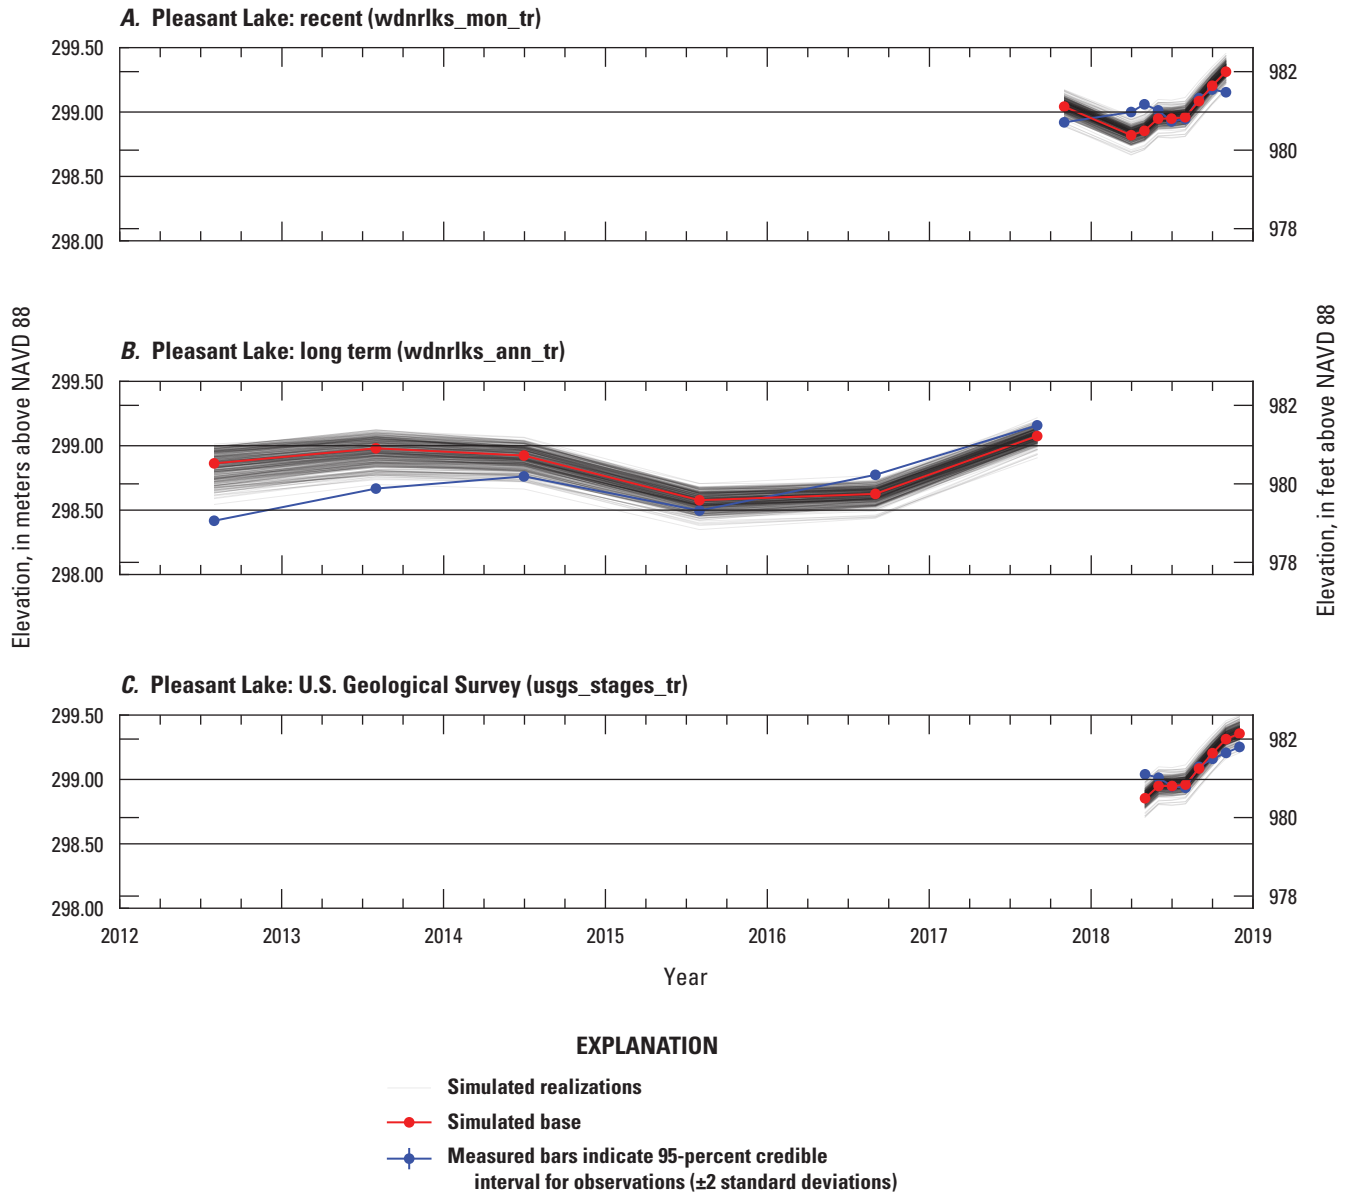 A. Pleasant Lake: recent (wdnrlks_mon_tr)
299.50
299.00
298.50
298.00
982
980
978
B. Pleasant Lake: long term (wdnrlks_ann_tr)
299.50
299.00
298.50
298.00
982
980
978
Elevation, in meters above NAVD 88
Elevation, in feet above NAVD 88
C. Pleasant Lake: U.S. Geological Survey (usgs_stages_tr)
299.50
299.00
298.50
298.00
982
980
978
2012 2013 2014 2015 2016 2017 2018 2019
Year
EXPLANATION
Simulated realizations
Simulated base
Measured bars indicate 95-percent credible
interval for observations (±2 standard deviations)